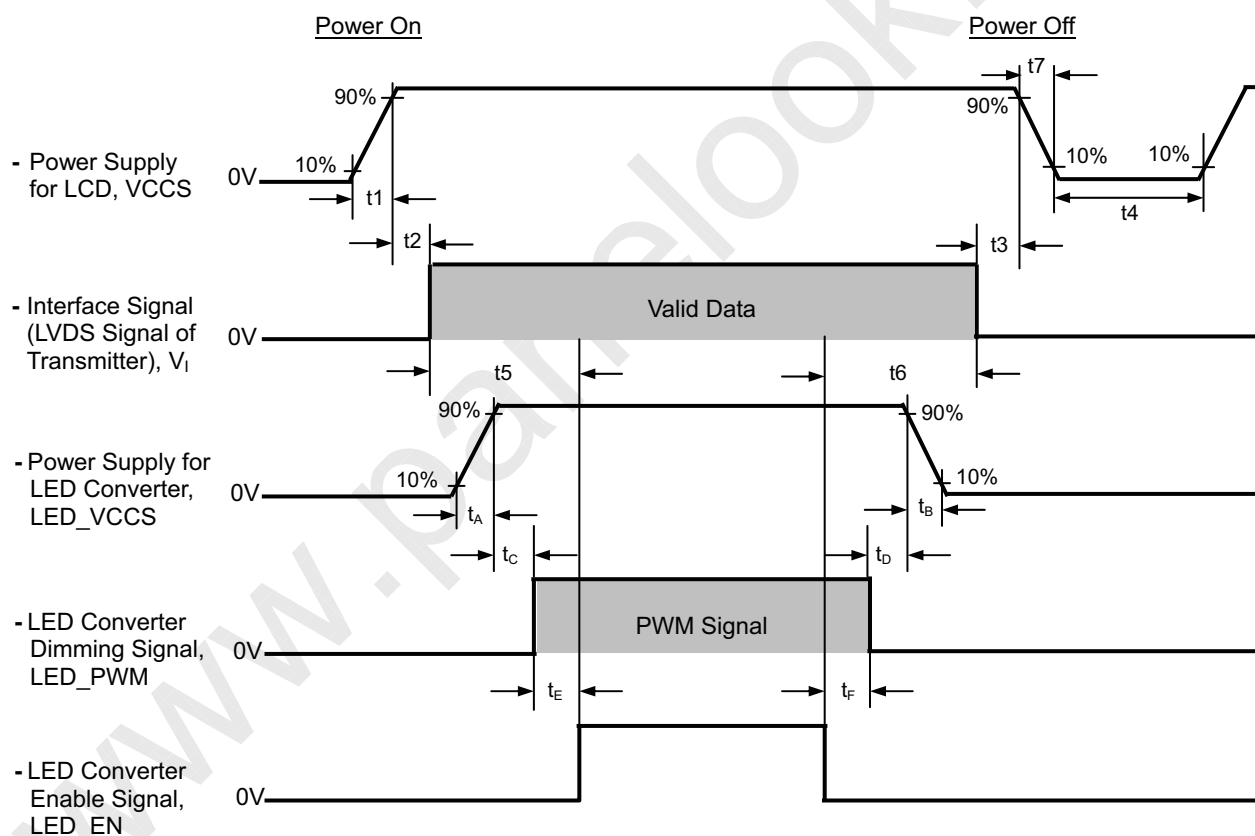 Power On
Power Off
t7
90%
90%
- Power Supply
for LCD, VCCS
0V
10%
10%
10%
t1
t4
t2
t3
- Interface Signal
(LVDS Signal of
Transmitter), VI
0V
Valid Data
t5
t6
90%
90%
- Power Supply for
LED Converter,
LED_VCCS
0V
10%
10%
tA
tB
tC
tD
- LED Converter
Dimming Signal,
LED_PWM
0V
PWM Signal
tE
tF
- LED Converter
Enable Signal,
LED_EN
0V
www.panelook.